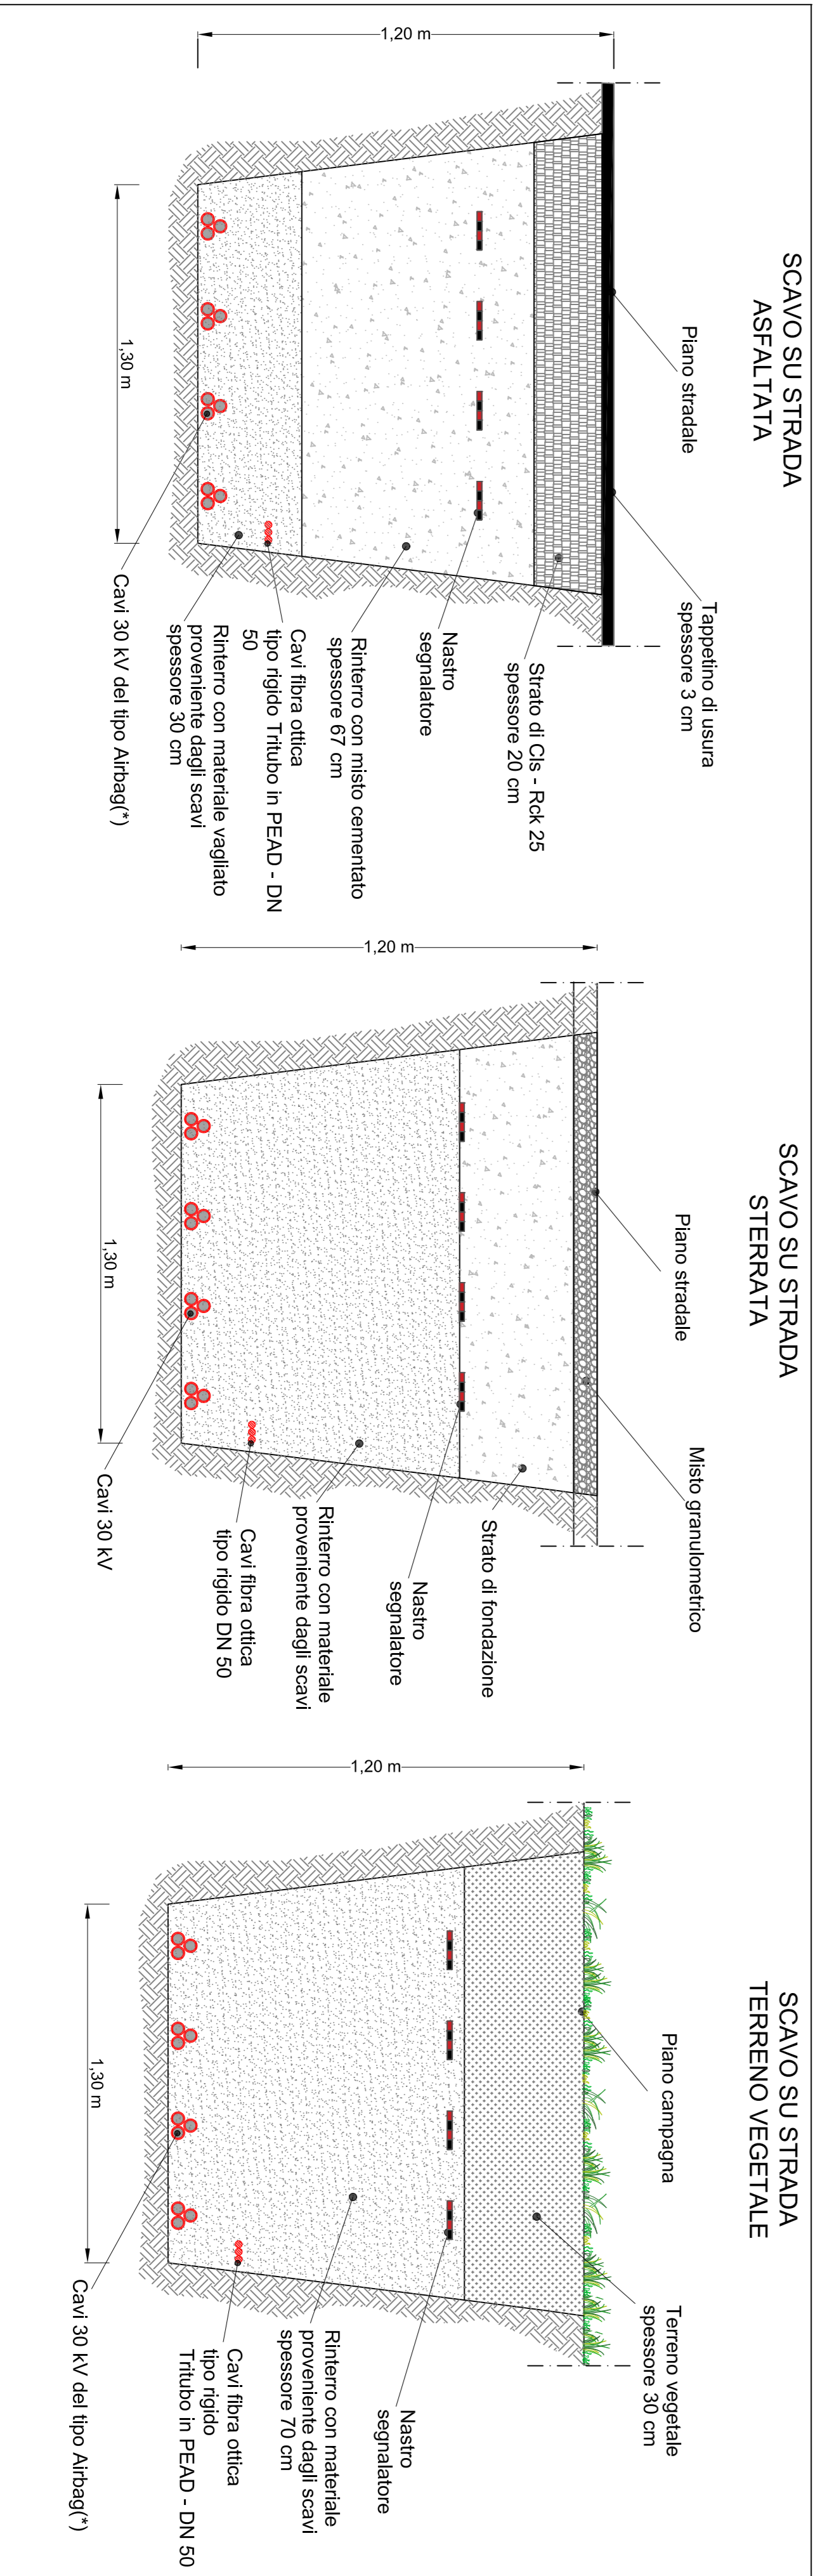 SCAVO SU STRADA
ASFALTATA
Piano stradale
Tappetino di usura
spessore 3 cm
Strato di Cls - Rck 25
spessore 20 cm
Nastro
segnalatore
Rinterro con misto cementato
spessore 67 cm
Cavi fibra ottica
tipo rigido Tritubo in PEAD - DN
50
Rinterro con materiale vagliato
proveniente dagli scavi
spessore 30 cm
Cavi 30 kV del tipo Airbag(*)
1,20 m
1,30 m
SCAVO SU STRADA
STERRATA
Piano stradale
Misto granulometrico
Strato di fondazione
Nastro
segnalatore
Rinterro con materiale
proveniente dagli scavi
Cavi fibra ottica
tipo rigido DN 50
Cavi 30 kV
1,20 m
1,30 m
SCAVO SU STRADA
TERRENO VEGETALE
Piano campagna
Terreno vegetale
spessore 30 cm
Nastro
segnalatore
Rinterro con materiale
proveniente dagli scavi
spessore 70 cm
Cavi fibra ottica
tipo rigido
Tritubo in PEAD - DN 50
Cavi 30 kV del tipo Airbag(*)
1,20 m
1,30 m